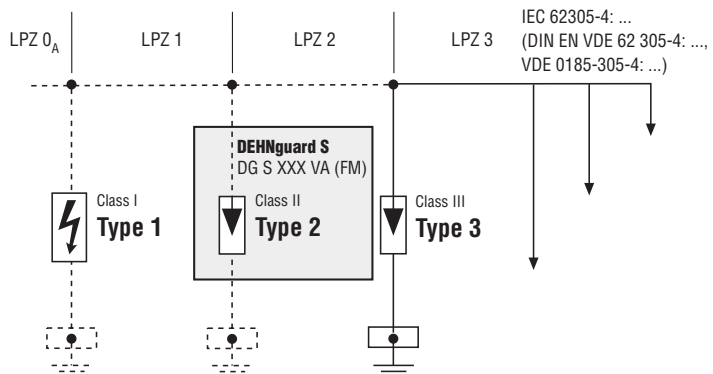 LPZ 0A
LPZ 1
LPZ 2
LPZ 3
IEC 62305-4: ...
(DIN EN VDE 62 305-4: ...,
VDE 0185-305-4: ...)
DEHNguard S
DG S XXX VA (FM)
Class I
Type 1
Class II
Type 2
Class III
Type 3